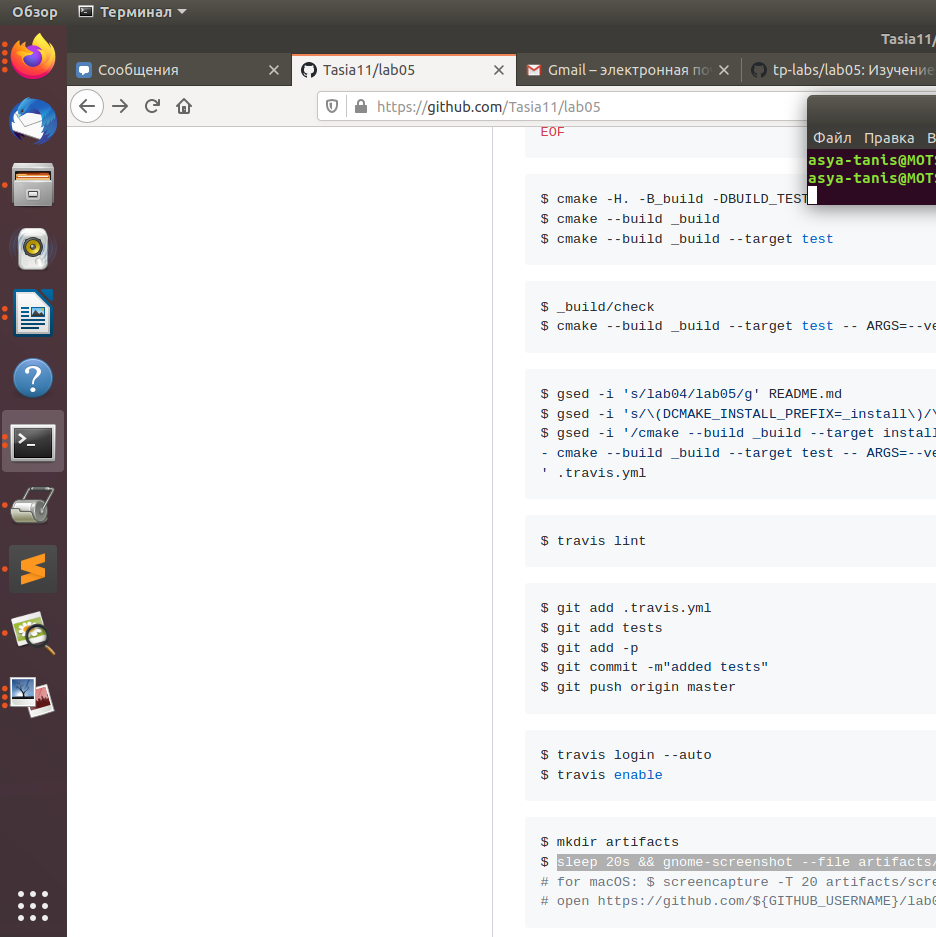 Обзор Терминал
Tasia11/
Сообщения Tasia11/lab05 Gmail – электронная по tp-labs/lab05: Изучение
https://github.com/Tasia11/lab05
Файл Правка В
asya-tanis@MOTS
asya-tanis@MOTS
EOF
$ cmake -H. -B_build -DBUILD_TEST
$ cmake --build _build
$ cmake --build _build --target test
$ _build/check
$ cmake --build _build --target test -- ARGS=--ve
$ gsed -i 's/lab04/lab05/g' README.md
$ gsed -i 's/\(DCMAKE_INSTALL_PREFIX=_install\)/\
$ gsed -i '/cmake --build _build --target instal
- cmake --build _build --target test -- ARGS=--ve
' .travis.yml
$ travis lint
$ git add .travis.yml
$ git add tests
$ git add -p
$ git commit -m"added tests"
$ git push origin master
$ travis login --auto
$ travis enable
$ mkdir artifacts
$ sleep 20s && gnome-screenshot --file artifacts/
# for macOS: $ screencapture -T 20 artifacts/scre
# open https://github.com/${GITHUB_USERNAME}/lab0